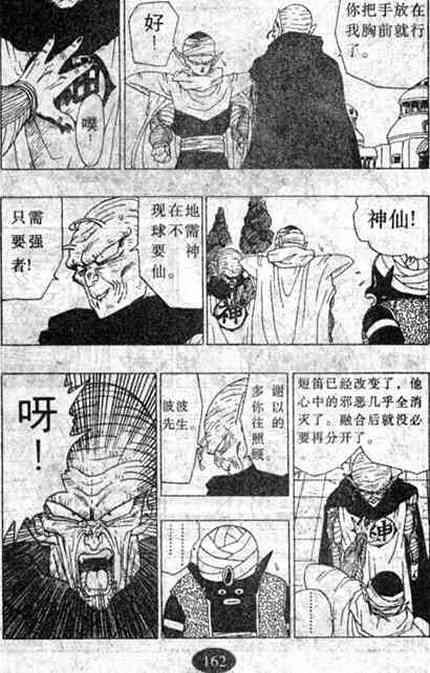 你把手放在
我胸前就行
了。
好！
神
神仙!
神
现在地
球不需
要神仙。
只需
要强
者!
短笛已经改变了，他
心中的邪恶几乎全消
灭了。融合后就没必
要再分开了。
神
多谢
你以
往的
照顾。
波波
先生。
呀！
162